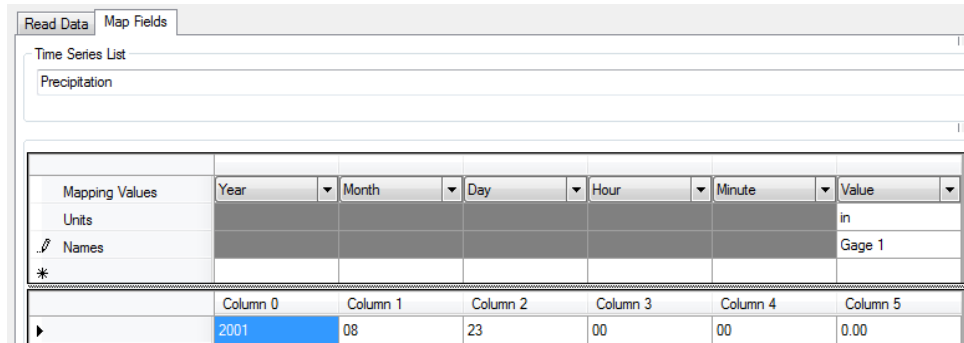 Read Data Map Fields
Time Series List
Precipitation
Mapping Values Year Month Day Hour Minute Value
Units in
Names Gage 1
Column 0 Column 1 Column 2 Column 3 Column 4 Column 5
2001 08 23 00 00 0.00